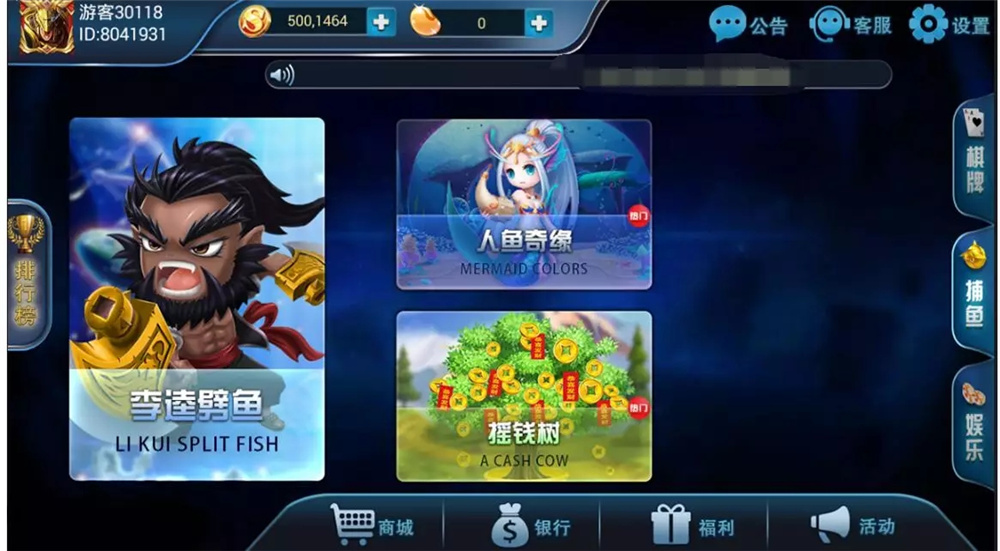 游客30118
ID:8041931
500,1464
0
公告
客服
设置
排行榜
李逵劈鱼
LI KUI SPLIT FISH
人鱼奇缘
MERMAID COLORS
热门
摇钱树
A CASH COW
热门
棋牌
捕鱼
娱乐
商城
银行
福利
活动